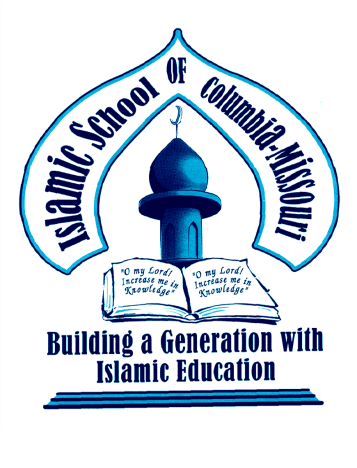 Islamic School OF Columbia-Missouri
"O my Lord!
Increase me in
Knowledge"
"O my Lord!
Increase me in
Knowledge"
Building a Generation with
Islamic Education